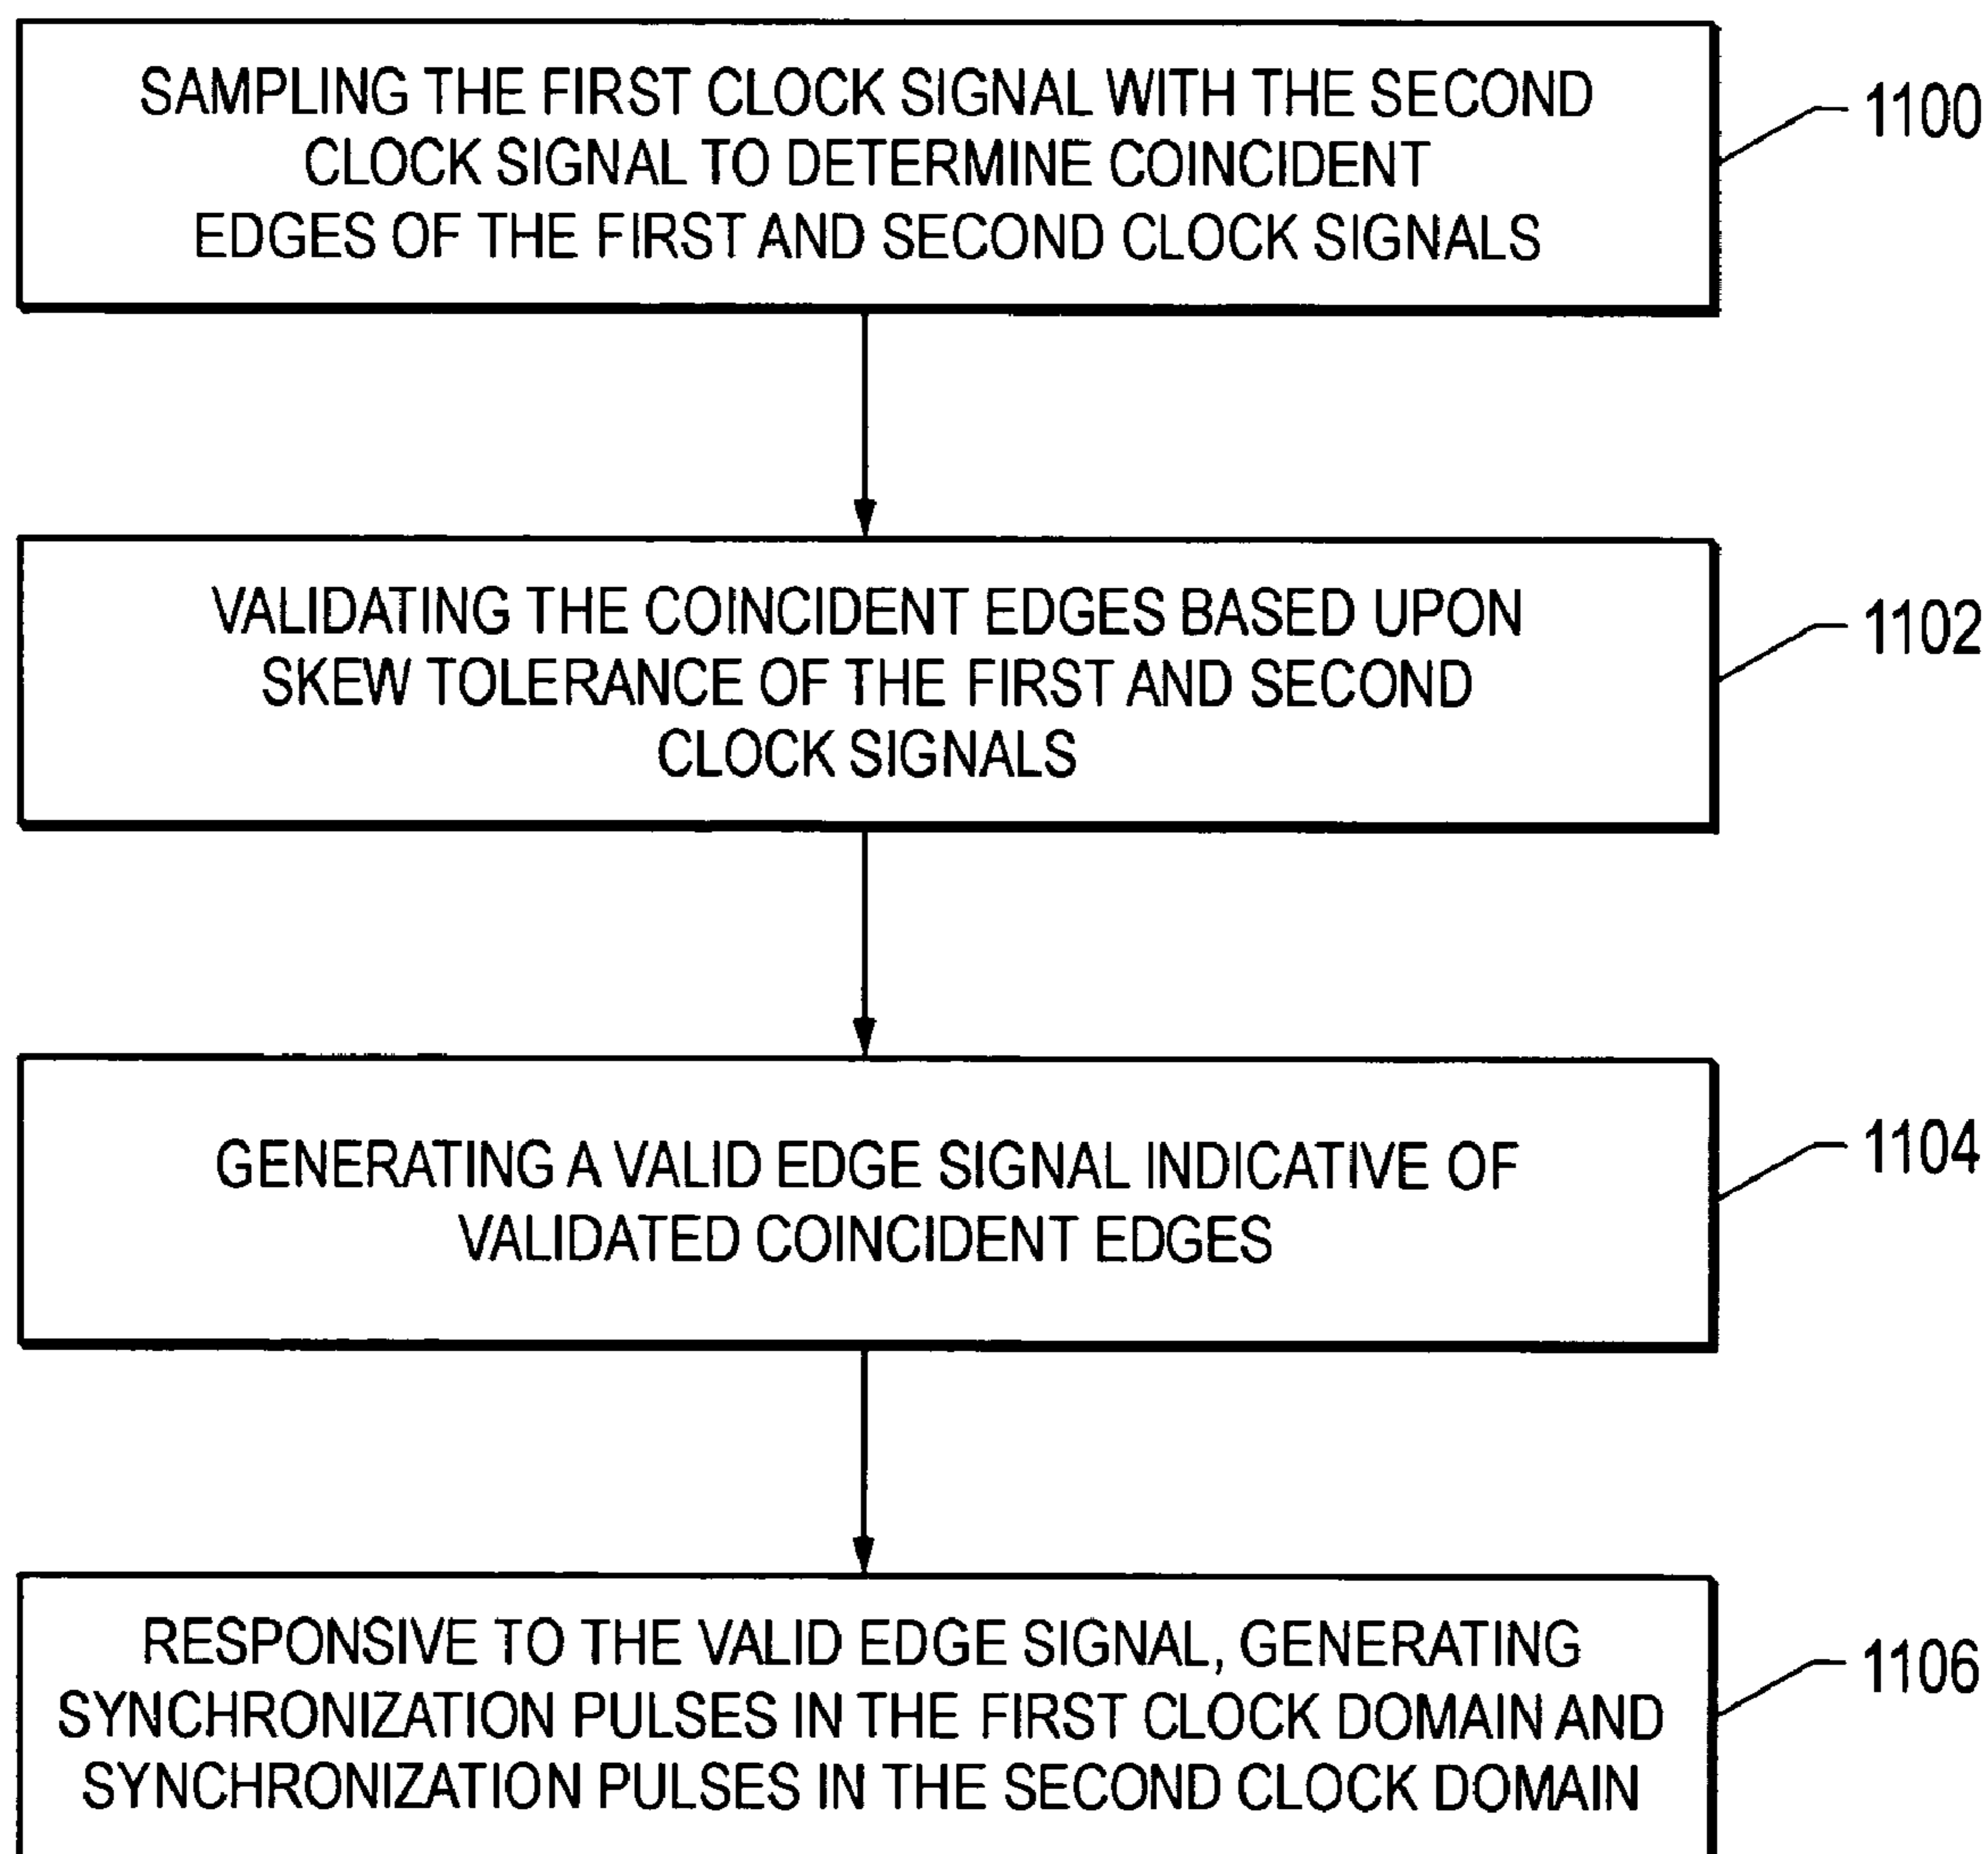 SAMPLING THE FIRST CLOCK SIGNAL WITH THE SECOND
CLOCK SIGNAL TO DETERMINE COINCIDENT
EDGES OF THE FIRST AND SECOND CLOCK SIGNALS
1100
VALIDATING THE COINCIDENT EDGES BASED UPON
SKEW TOLERANCE OF THE FIRST AND SECOND
CLOCK SIGNALS
1102
GENERATING A VALID EDGE SIGNAL INDICATIVE OF
VALIDATED COINCIDENT EDGES
1104
RESPONSIVE TO THE VALID EDGE SIGNAL, GENERATING
SYNCHRONIZATION PULSES IN THE FIRST CLOCK DOMAIN AND
SYNCHRONIZATION PULSES IN THE SECOND CLOCK DOMAIN
1106